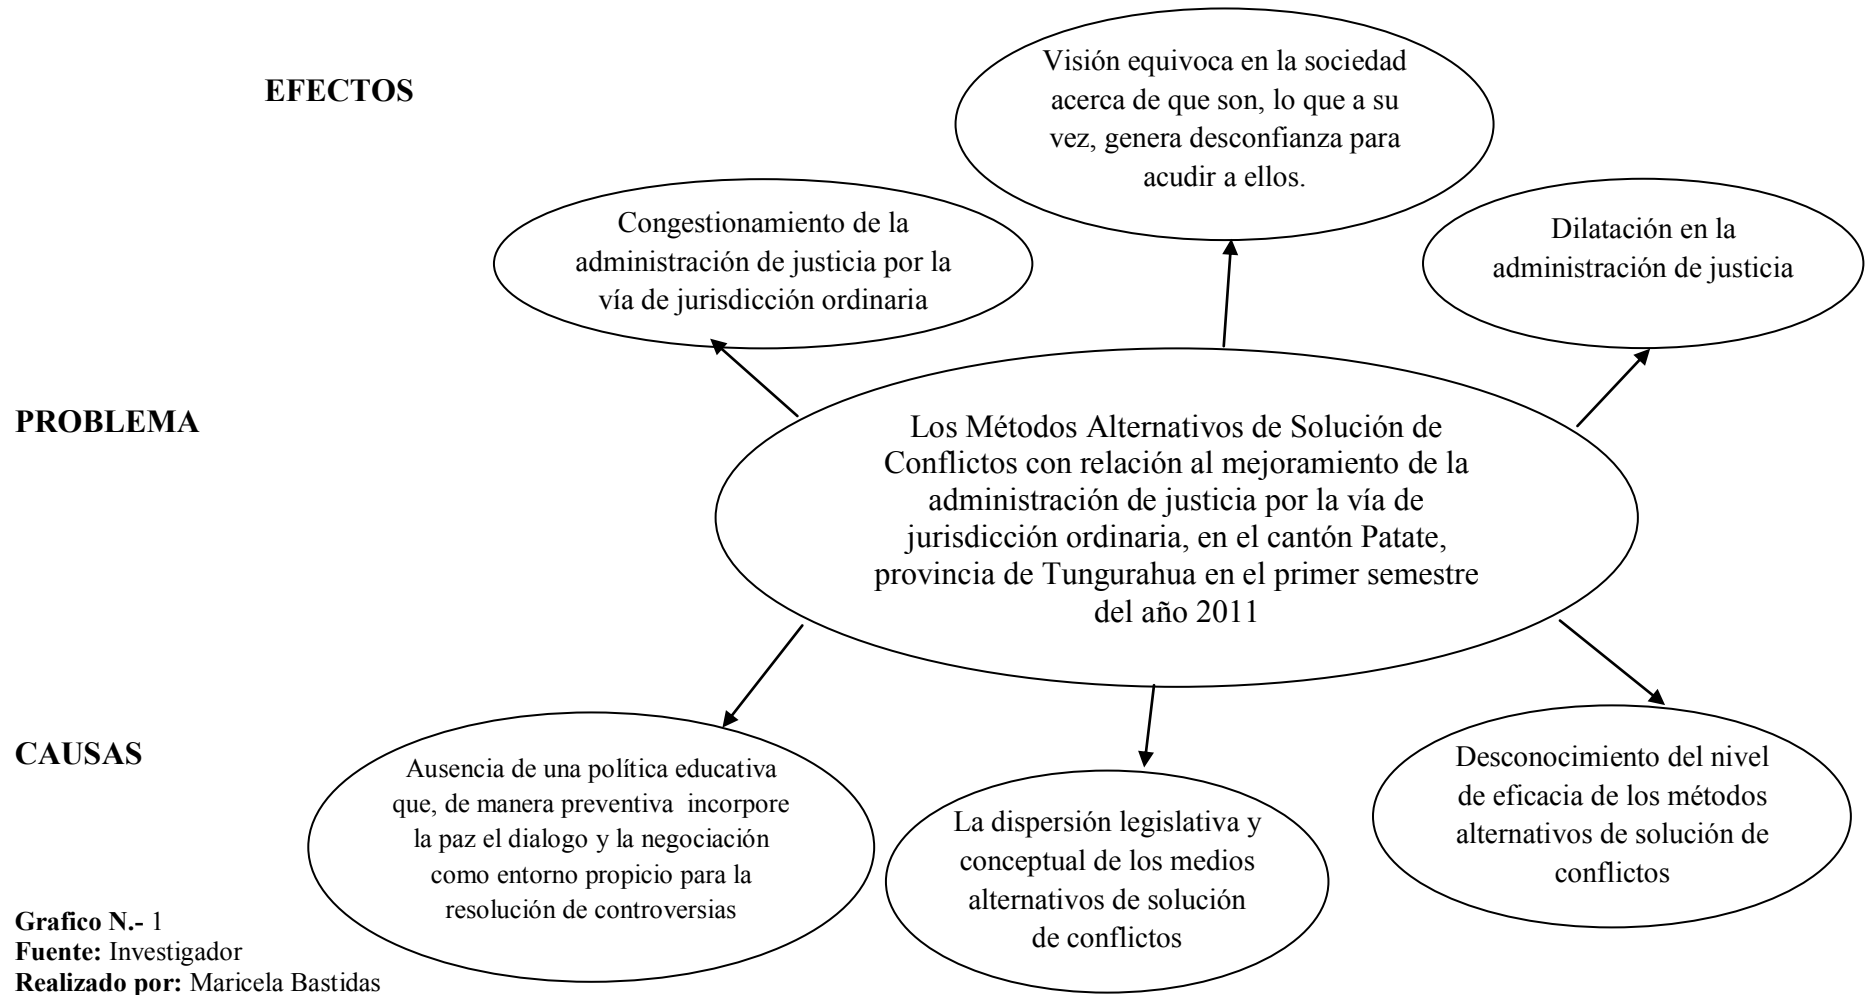 EFECTOS
Visión equivoca en la sociedad
acerca de que son, lo que a su
vez, genera desconfianza para
acudir a ellos.
Congestionamiento de la
administración de justicia por la
vía de jurisdicción ordinaria
Dilatación en la
administración de justicia
PROBLEMA
Los Métodos Alternativos de Solución de
Conflictos con relación al mejoramiento de la
administración de justicia por la vía de
jurisdicción ordinaria, en el cantón Patate,
provincia de Tungurahua en el primer semestre
del año 2011
CAUSAS
Ausencia de una política educativa
que, de manera preventiva  incorpore
la paz el dialogo y la negociación
como entorno propicio para la
resolución de controversias
La dispersión legislativa y
conceptual de los medios
alternativos de solución
de conflictos
Desconocimiento del nivel
de eficacia de los métodos
alternativos de solución de
conflictos
Grafico N.- 1
Fuente: Investigador
Realizado por: Maricela Bastidas